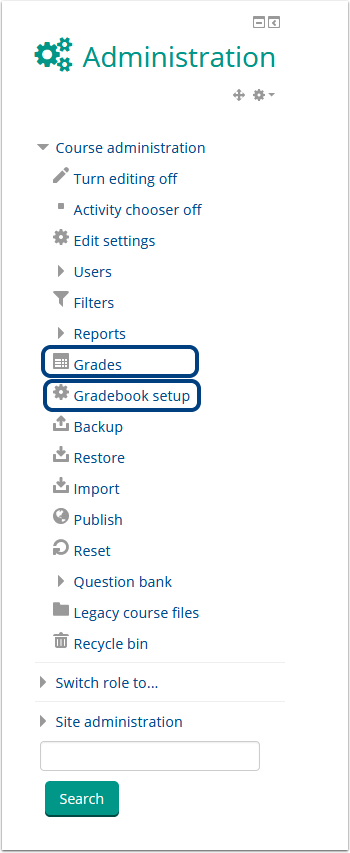 Administration
Course administration
Turn editing off
Activity chooser off
Edit settings
Users
Filters
Reports
Grades
Gradebook setup
Backup
Restore
Import
Publish
Reset
Question bank
Legacy course files
Recycle bin
Switch role to...
Site administration
Search